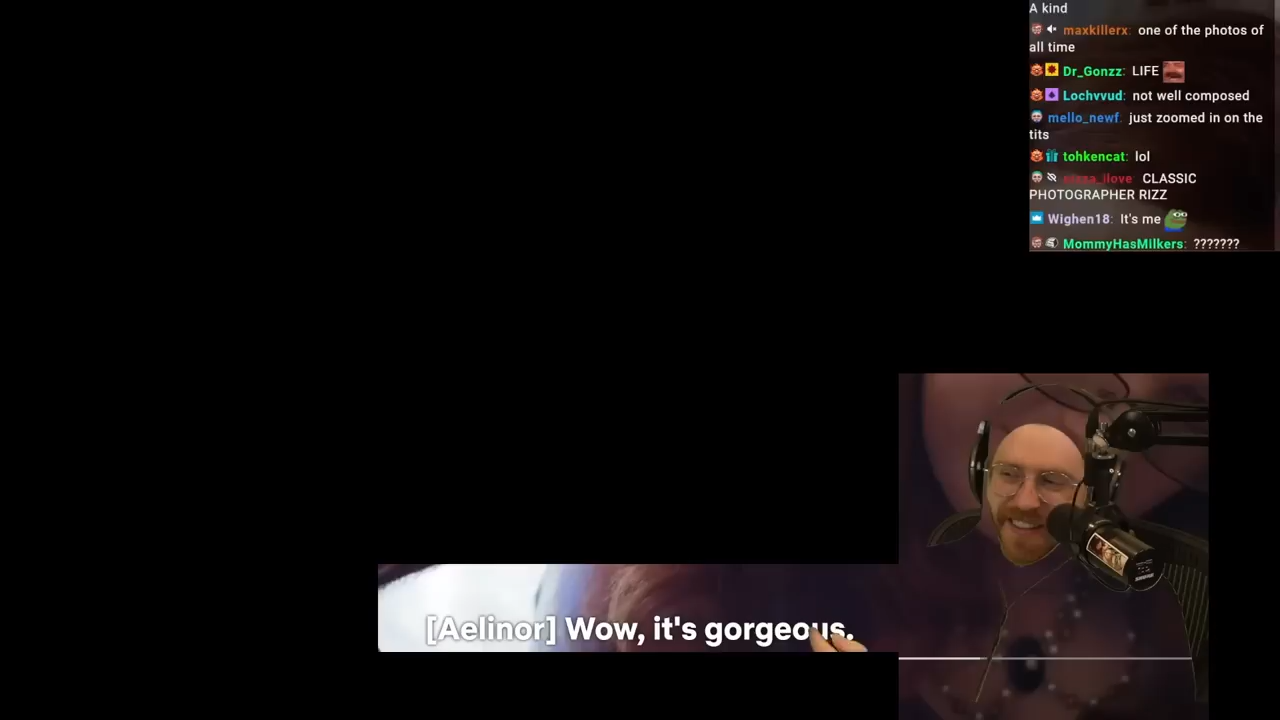 A kind
maxkillerx: one of the photos of
all time
Dr_Gonzz: LIFE
Lochvvud: not well composed
mello_newf: just zoomed in on the
tits
tohkencat: lol
pizza_ilove: CLASSIC
PHOTOGRAPHER RIZZ
Wighen18: It's me
MommyHasMilkers: ???????
[Aelinor] Wow, it's gorgeous.